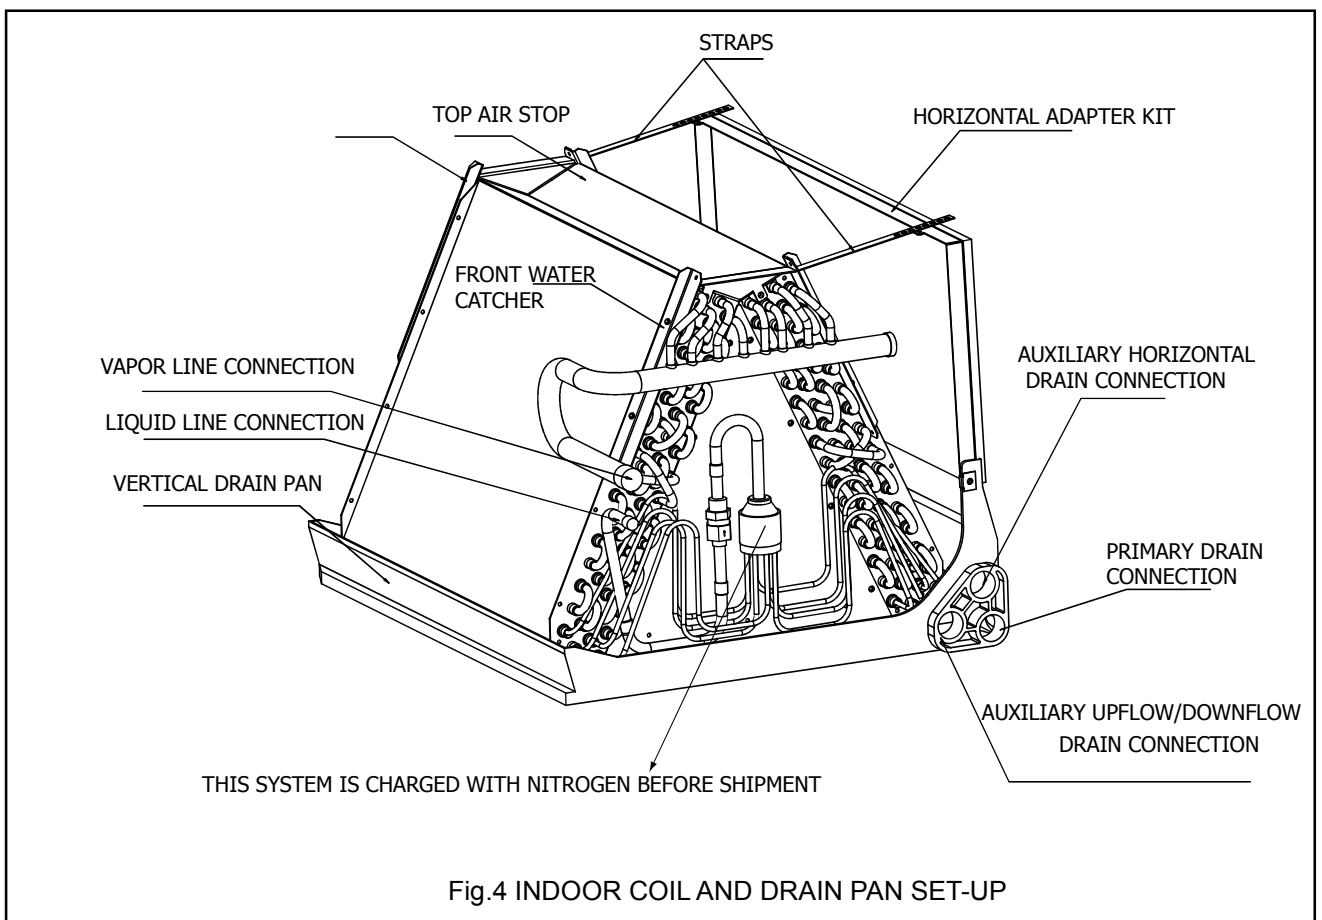 STRAPS
TOP AIR STOP
HORIZONTAL ADAPTER KIT
FRONT WATER
CATCHER
VAPOR LINE CONNECTION
AUXILIARY HORIZONTAL
DRAIN CONNECTION
LIQUID LINE CONNECTION
VERTICAL DRAIN PAN
PRIMARY DRAIN
CONNECTION
AUXILIARY UPFLOW/DOWNFLOW
DRAIN CONNECTION
THIS SYSTEM IS CHARGED WITH NITROGEN BEFORE SHIPMENT
Fig.4 INDOOR COIL AND DRAIN PAN SET-UP